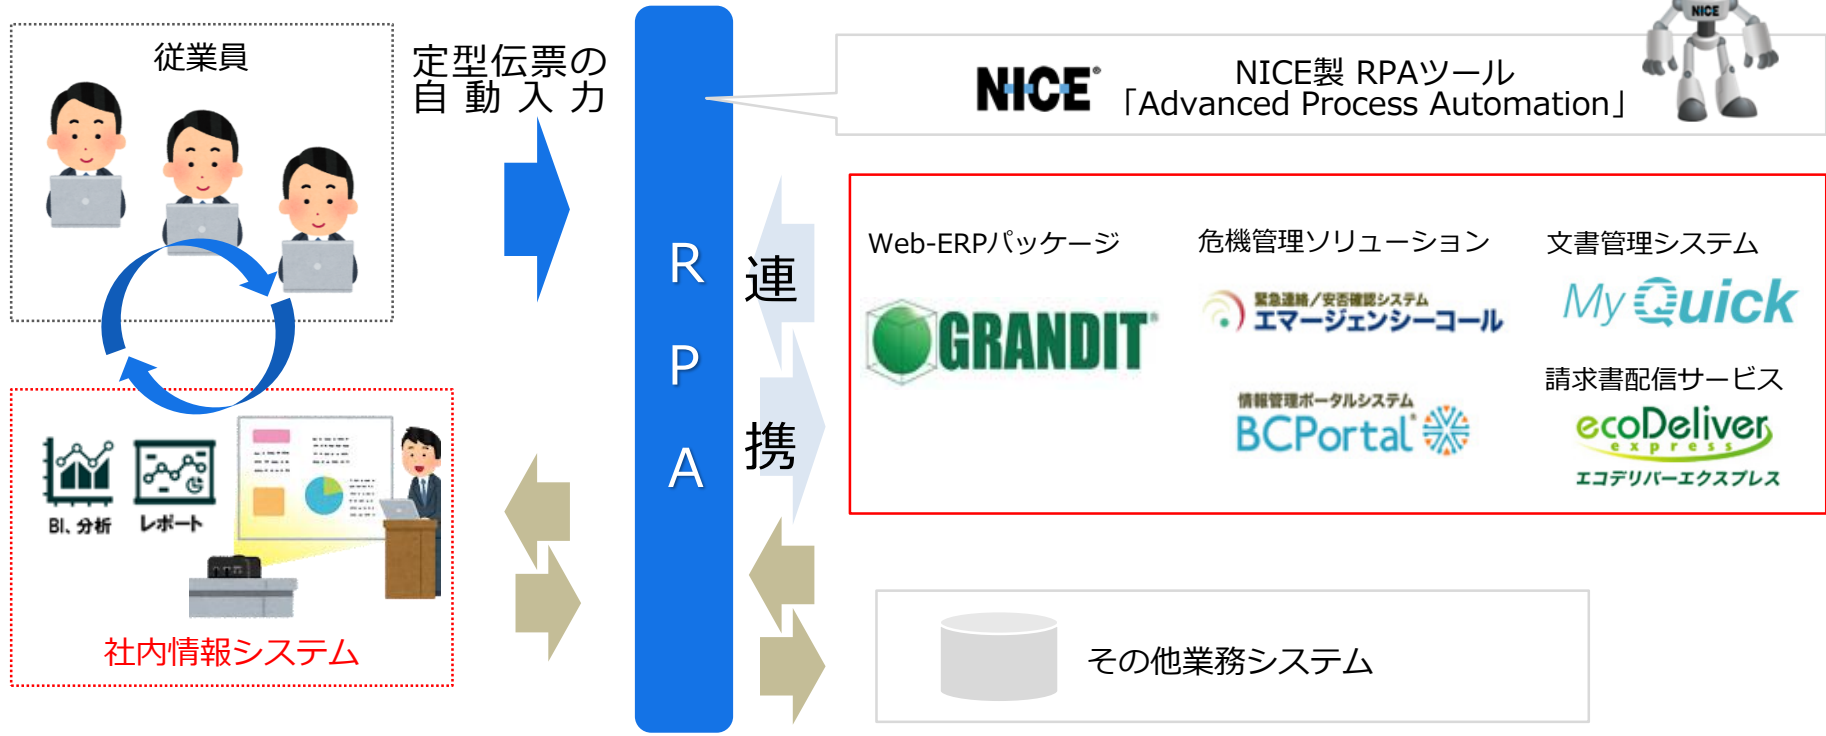 従業員
定型伝票の
自動入力
RPA
連携
NICE
NICE®
NICE製 RPAツール
「Advanced Process Automation」
Web-ERPパッケージ
GRANDIT®
危機管理ソリューション
緊急連絡/安否確認システム
エマージェンシーコール
情報管理ポータルシステム
BCPortal®
文書管理システム
My Quick
請求書配信サービス
ecoDeliver
express
エコデリバーエクスプレス
BI、分析
レポート
社内情報システム
その他業務システム